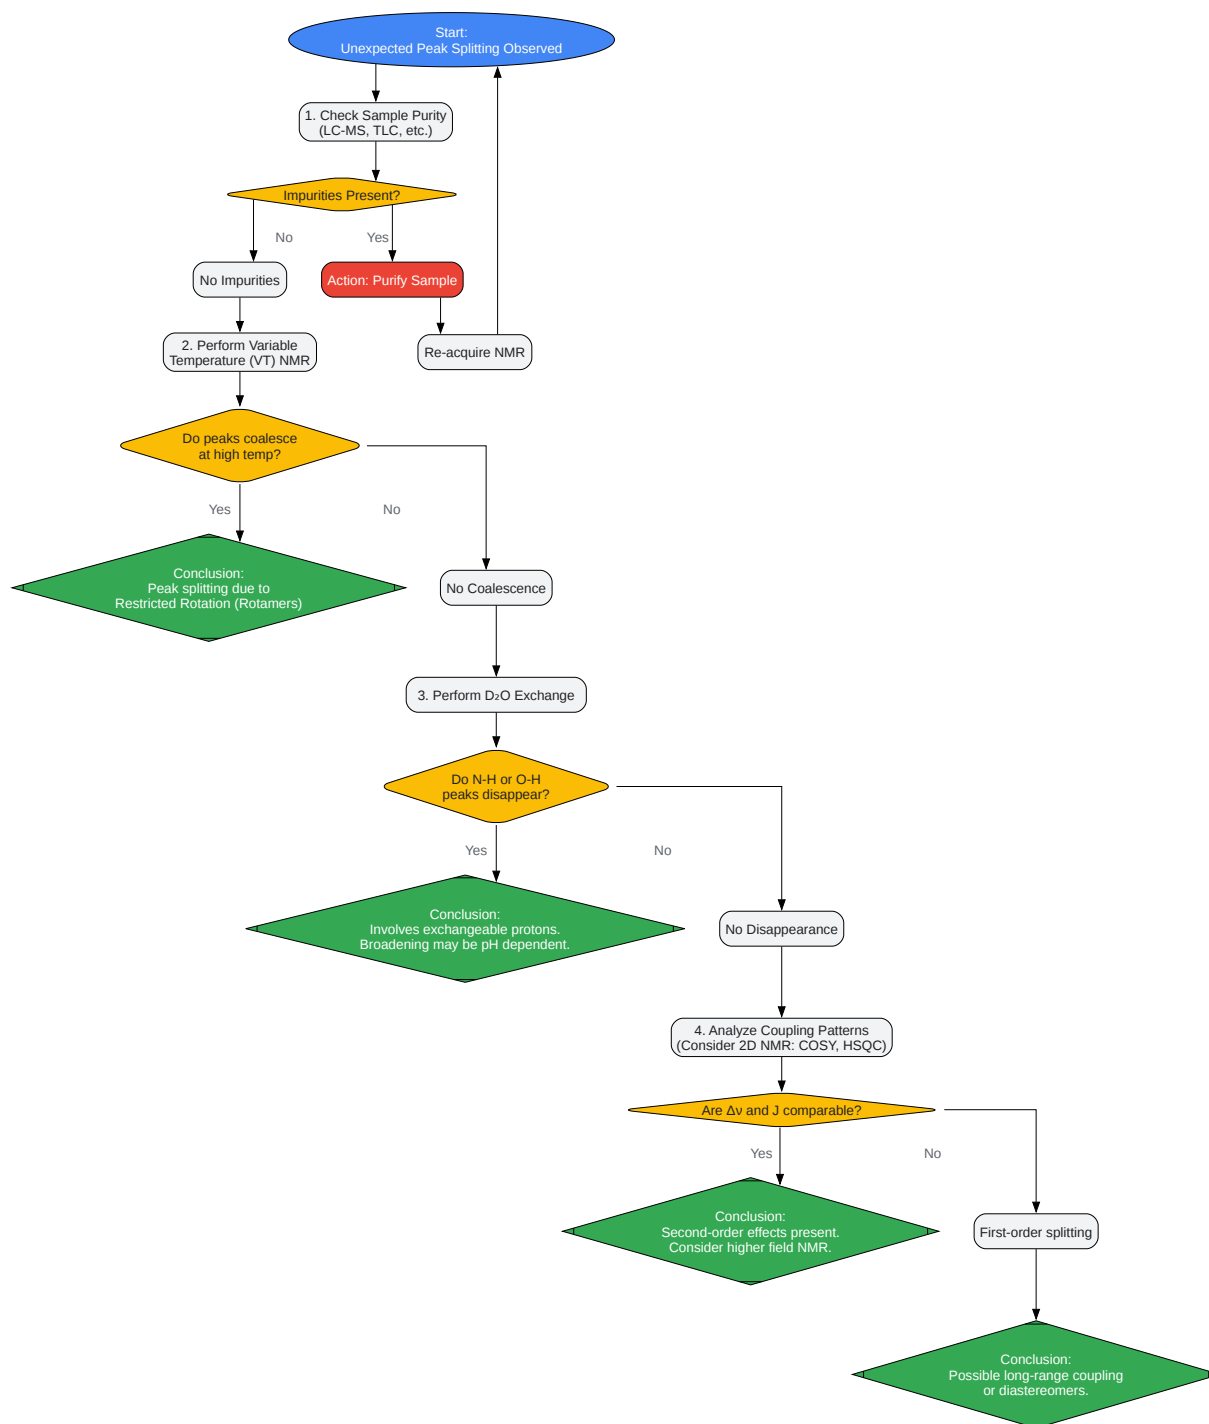 Start:
Unexpected Peak Splitting Observed
1. Check Sample Purity
(LC-MS, TLC, etc.)
Impurities Present?
No
Yes
No Impurities
Action: Purify Sample
2. Perform Variable
Temperature (VT) NMR
Re-acquire NMR
Do peaks coalesce
at high temp?
Yes
No
Conclusion:
Peak splitting due to
Restricted Rotation (Rotamers)
No Coalescence
3. Perform D₂O Exchange
Do N-H or O-H
peaks disappear?
Yes
No
Conclusion:
Involves exchangeable protons.
Broadening may be pH dependent.
No Disappearance
4. Analyze Coupling Patterns
(Consider 2D NMR: COSY, HSQC)
Are Δν and J comparable?
Yes
No
Conclusion:
Second-order effects present.
Consider higher field NMR.
First-order splitting
Conclusion:
Possible long-range coupling
or diastereomers.